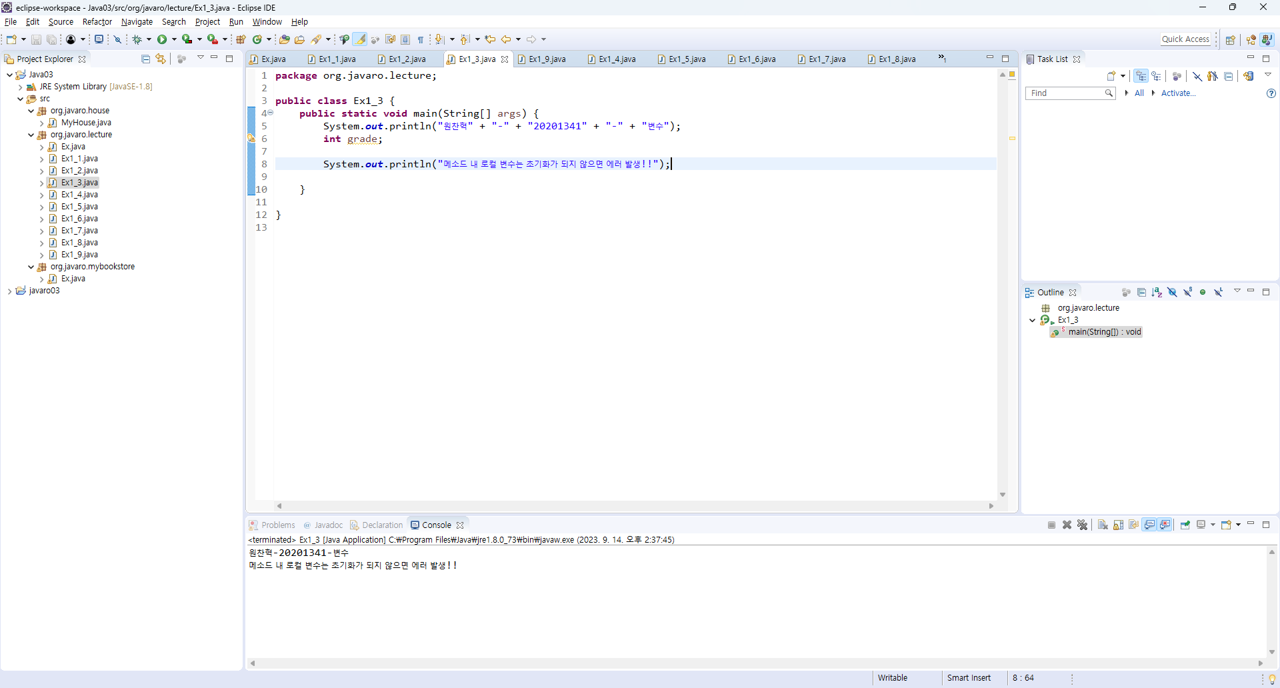 eclipse-workspace - Java03/src/org/javaro/lecture/Ex1_3.java - Eclipse IDE
File Edit Source Refactor Navigate Search Project Run Window Help
Quick Access
Project Explorer
Java03
JRE System Library [JavaSE-1.8]
src
org.javaro.house
MyHouse.java
org.javaro.lecture
Ex.java
Ex1_1.java
Ex1_2.java
Ex1_3.java
Ex1_4.java
Ex1_5.java
Ex1_6.java
Ex1_7.java
Ex1_8.java
Ex1_9.java
org.javaro.mybookstore
Ex.java
javaro03
Ex.java Ex1_1.java Ex1_2.java Ex1_3.java Ex1_9.java Ex1_4.java Ex1_5.java Ex1_6.java Ex1_7.java Ex1_8.java »1
1 package org.javaro.lecture;
2
3 public class Ex1_3 {
4 public static void main(String[] args) {
5 System.out.println("원찬혁" + "-" + "20201341" + "-" + "변수");
6 int grade;
7
8 System.out.println("메소드 내 로컬 변수는 초기화가 되지 않으면 에러 발생!!");
9
10 }
11
12 }
13
Task List
Find All Activate...
Outline
org.javaro.lecture
Ex1_3
main(String[]) : void
Problems Javadoc Declaration Console
<terminated> Ex1_3 [Java Application] C:₩Program Files₩Java₩jre1.8.0_73₩bin₩javaw.exe (2023. 9. 14. 오후 2:37:45)
원찬혁-20201341-변수
메소드 내 로컬 변수는 초기화가 되지 않으면 에러 발생!!
Writable Smart Insert 8 : 64